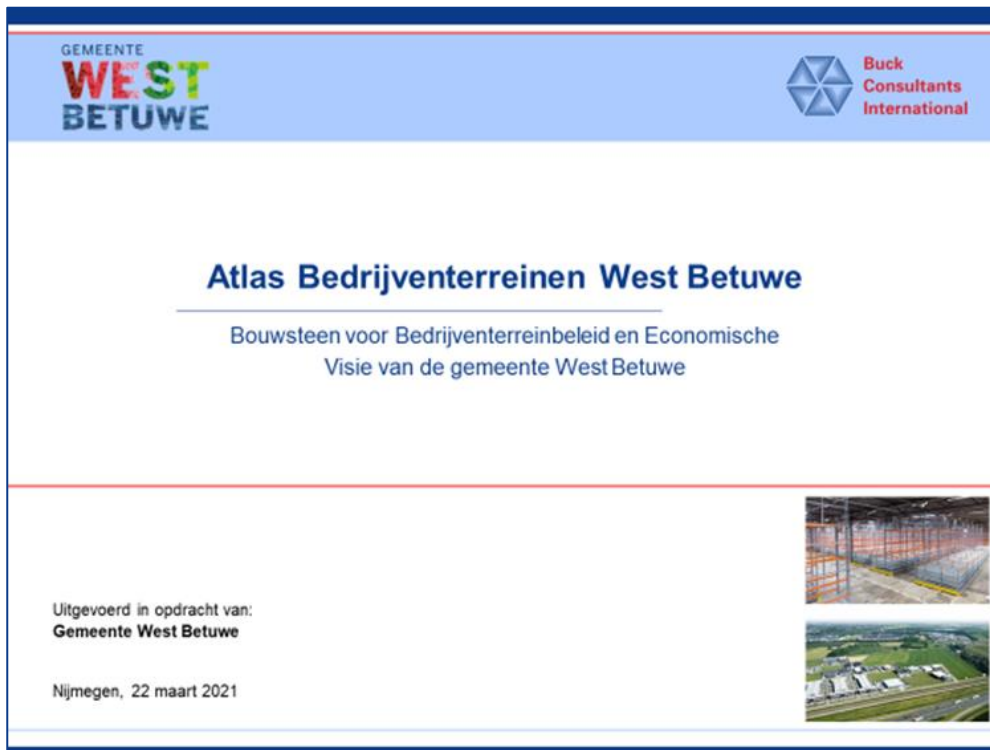 GEMEENTE
WEST
BETUWE
Buck
Consultants
International
Atlas Bedrijventerreinen West Betuwe
Bouwsteen voor Bedrijventerreinbeleid en Economische
Visie van de gemeente West Betuwe
Uitgevoerd in opdracht van:
Gemeente West Betuwe
Nijmegen, 22 maart 2021